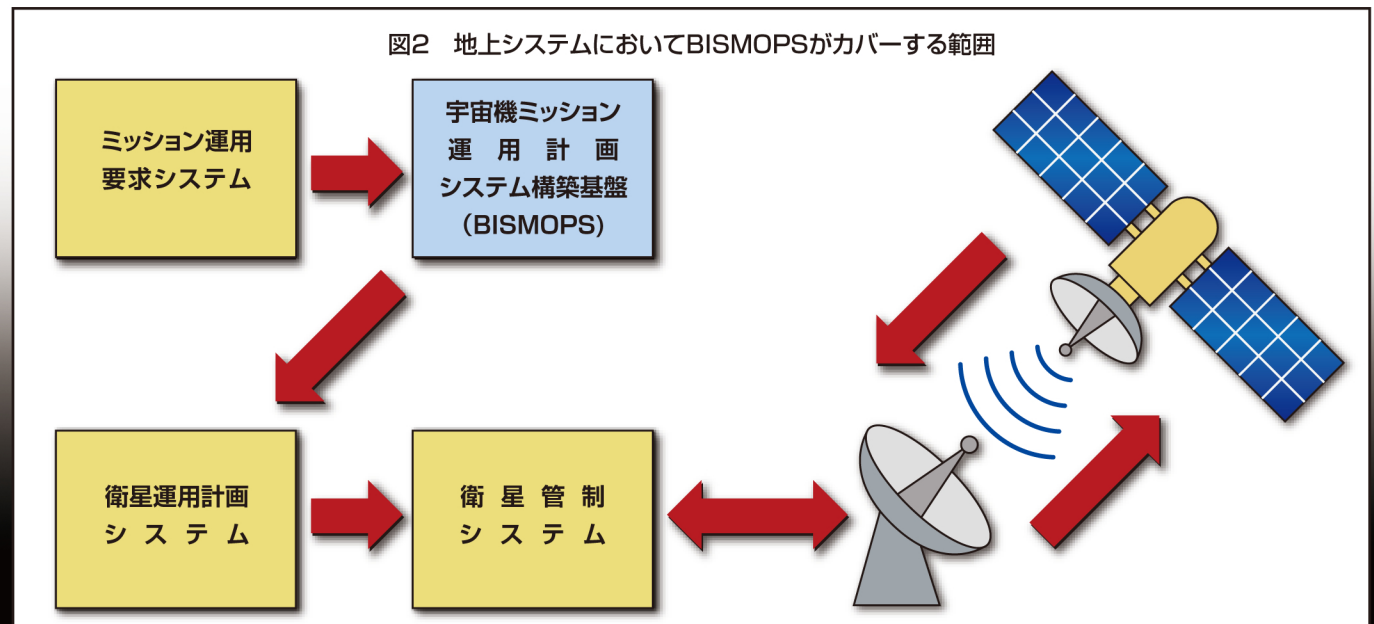 図2 地上システムにおいてBISMOPSがカバーする範囲
ミッション運用
要求システム
宇宙機ミッション
運用計画
システム構築基盤
(BISMOPS)
衛星運用計画
システム
衛星管制
システム